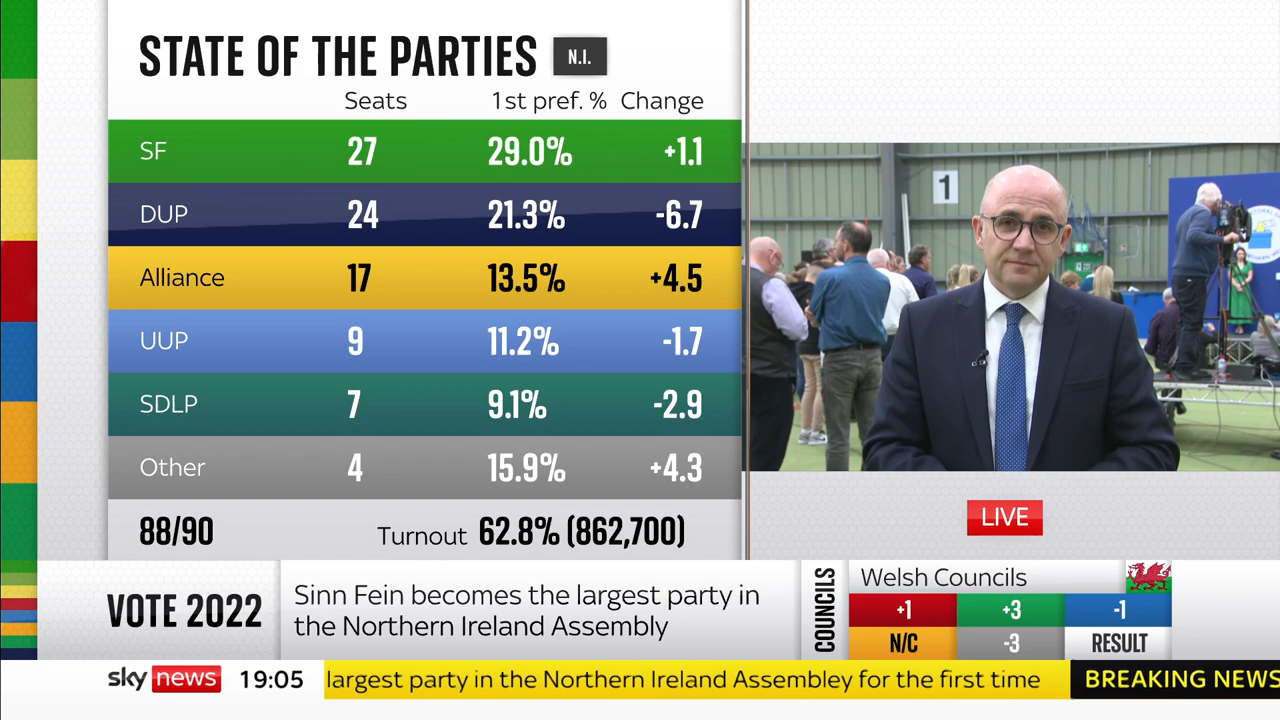 STATE OF THE PARTIES N.I.
Seats 1st pref. % Change
SF 27 29.0% +1.1
DUP 24 21.3% -6.7
Alliance 17 13.5% +4.5
UUP 9 11.2% -1.7
SDLP 7 9.1% -2.9
Other 4 15.9% +4.3
88/90 Turnout 62.8% (862,700)
1
LIVE
VOTE 2022
Sinn Fein becomes the largest party in
the Northern Ireland Assembly
COUNCILS
Welsh Councils
+1 +3 -1
N/C -3 RESULT
sky news 19:05 largest party in the Northern Ireland Assembley for the first time BREAKING NEWS